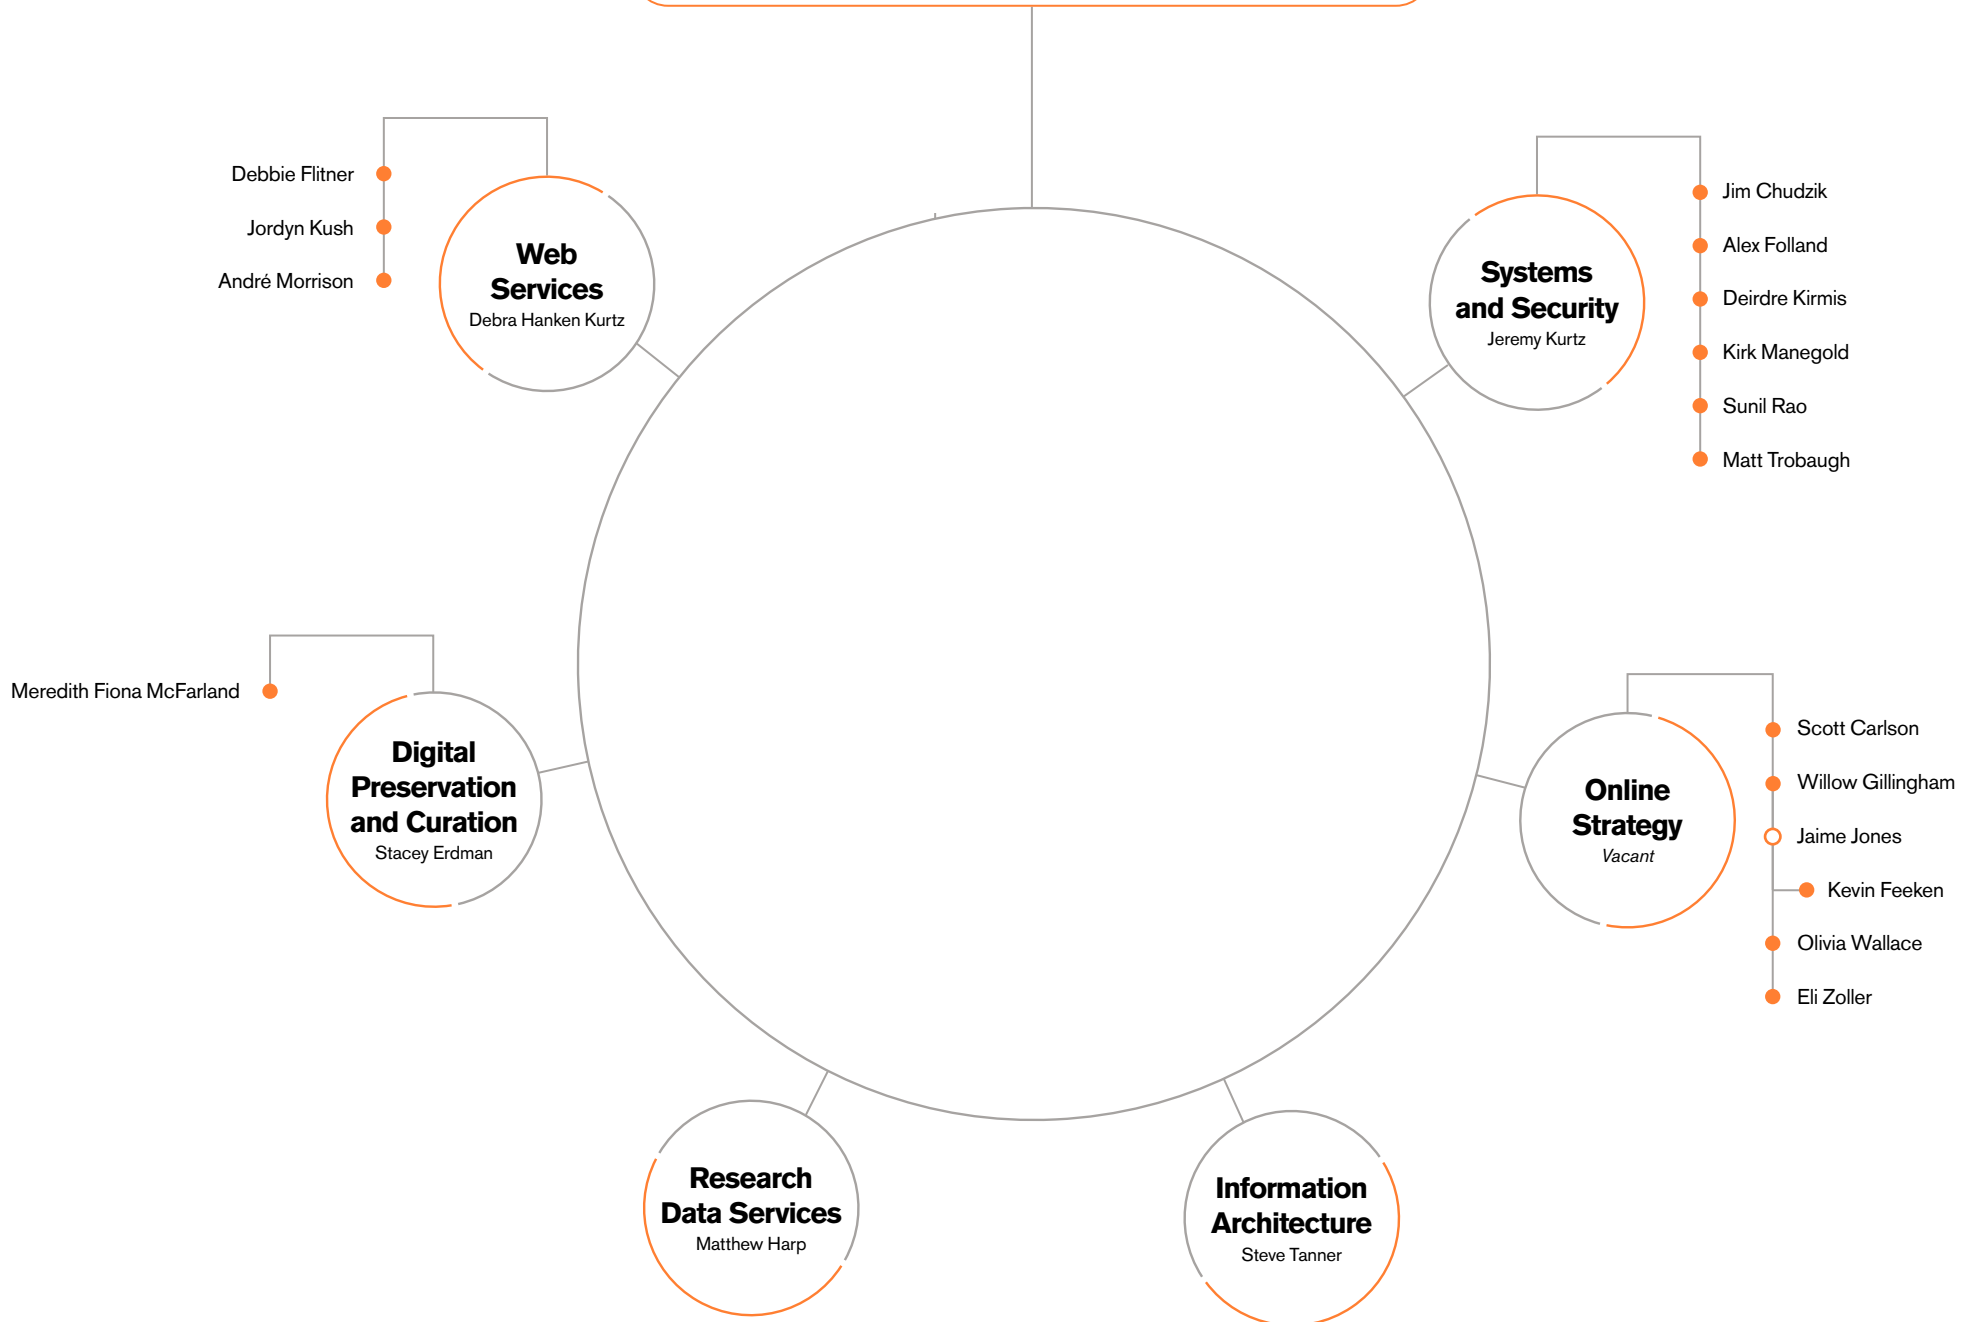 Debbie Flitner
Jordyn Kush
André Morrison
Web
Services
Debra Hanken Kurtz
Systems
and Security
Jeremy Kurtz
Jim Chudzik
Alex Folland
Deirdre Kirmis
Kirk Manegold
Sunil Rao
Matt Trobaugh
Meredith Fiona McFarland
Digital
Preservation
and Curation
Stacey Erdman
Online
Strategy
Vacant
Scott Carlson
Willow Gillingham
Jaime Jones
Kevin Feeken
Olivia Wallace
Eli Zoller
Research
Data Services
Matthew Harp
Information
Architecture
Steve Tanner